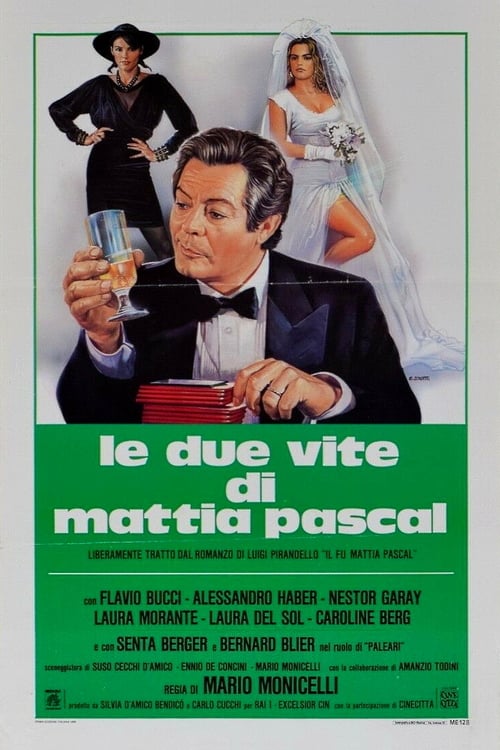 le due vite
di
mattia pascal
LIBERAMENTE TRATTO DAL ROMANZO DI LUIGI PIRANDELLO "IL FU MATTIA PASCAL"
con FLAVIO BUCCI - ALESSANDRO HABER - NESTOR GARAY
LAURA MORANTE - LAURA DEL SOL - CAROLINE BERG
e con SENTA BERGER e BERNARD BLIER nel ruolo di "PALEARI"
sceneggiatura di SUSO CECCHI D'AMICO - ENNIO DE CONCINI - MARIO MONICELLI con la collaborazione di AMANZIO TODINI
REGIA DI MARIO MONICELLI
prodotto da SILVIA D'AMICO BENDICÒ e CARLO CUCCHI per RAI 1 - EXCELSIOR CIN. con la partecipazione di CINECITTÀ